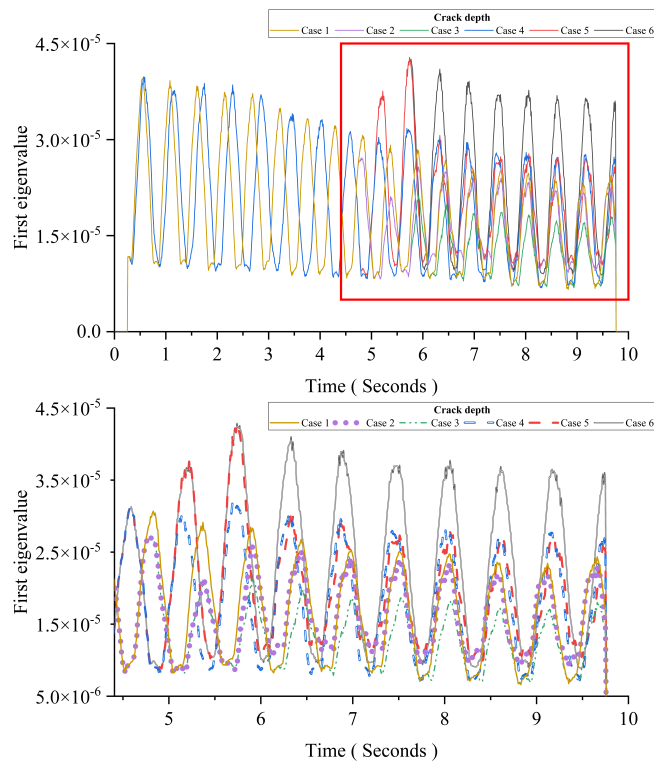 Crack depth
Case 1 Case 2 Case 3 Case 4 Case 5 Case 6
4.5×10⁻⁵
3.0×10⁻⁵
1.5×10⁻⁵
0.0
First eigenvalue
0 1 2 3 4 5 6 7 8 9 10
Time ( Seconds )
Crack depth
Case 1 Case 2 Case 3 Case 4 Case 5 Case 6
4.5×10⁻⁵
3.5×10⁻⁵
2.5×10⁻⁵
1.5×10⁻⁵
5.0×10⁻⁶
First eigenvalue
5 6 7 8 9 10
Time ( Seconds )